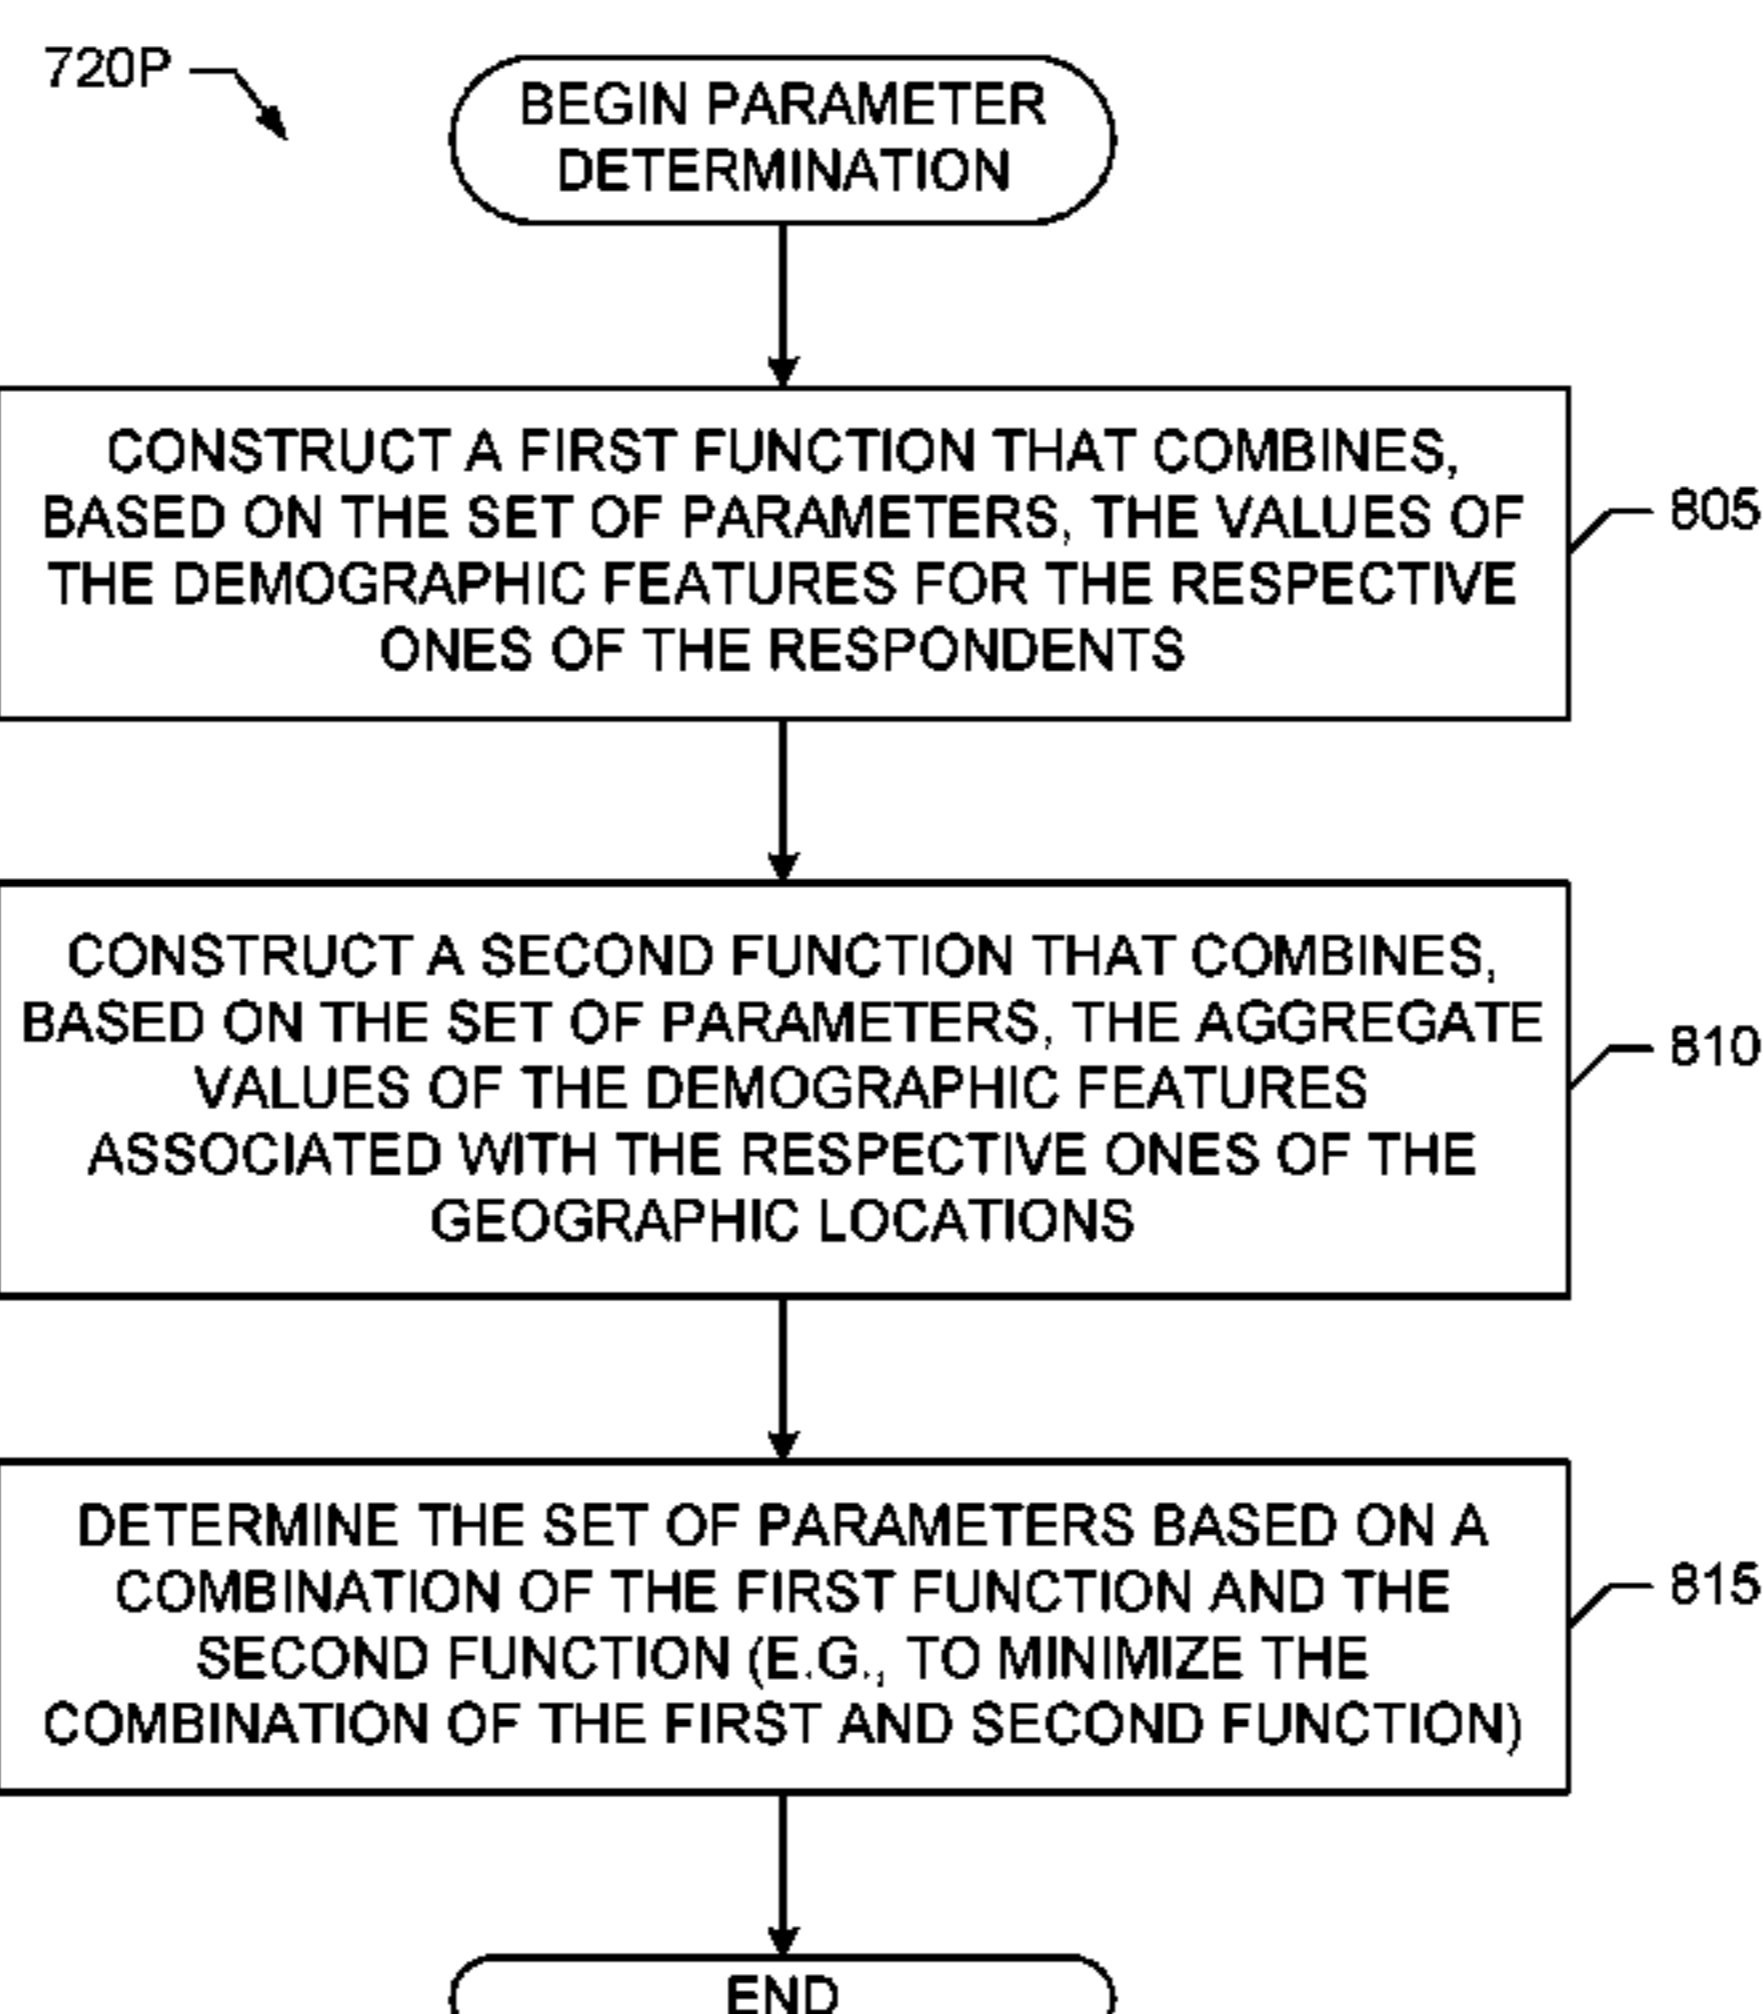 720P
BEGIN PARAMETER
DETERMINATION
CONSTRUCT A FIRST FUNCTION THAT COMBINES,
BASED ON THE SET OF PARAMETERS, THE VALUES OF
THE DEMOGRAPHIC FEATURES FOR THE RESPECTIVE
ONES OF THE RESPONDENTS
805
CONSTRUCT A SECOND FUNCTION THAT COMBINES,
BASED ON THE SET OF PARAMETERS, THE AGGREGATE
VALUES OF THE DEMOGRAPHIC FEATURES
ASSOCIATED WITH THE RESPECTIVE ONES OF THE
GEOGRAPHIC LOCATIONS
810
DETERMINE THE SET OF PARAMETERS BASED ON A
COMBINATION OF THE FIRST FUNCTION AND THE
SECOND FUNCTION (E.G., TO MINIMIZE THE
COMBINATION OF THE FIRST AND SECOND FUNCTION)
815
END